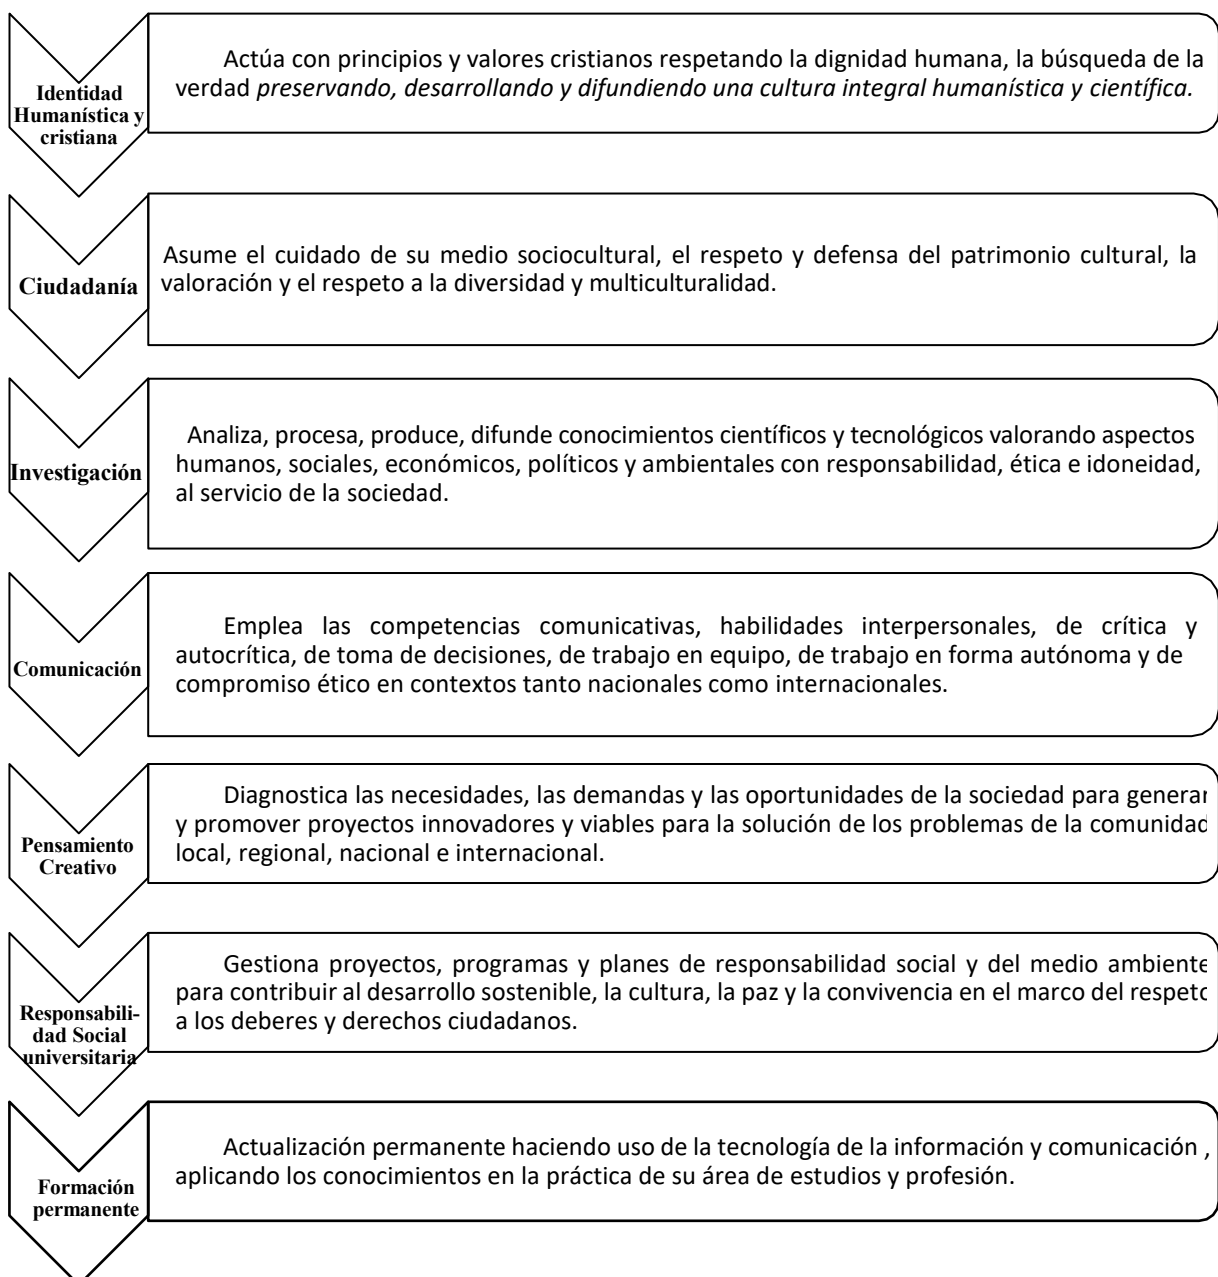 Identidad
Humanística y
cristiana
Actúa con principios y valores cristianos respetando la dignidad humana, la búsqueda de la
verdad preservando, desarrollando y difundiendo una cultura integral humanística y científica.
Ciudadanía
Asume el cuidado de su medio sociocultural, el respeto y defensa del patrimonio cultural, la
valoración y el respeto a la diversidad y multiculturalidad.
Investigación
Analiza, procesa, produce, difunde conocimientos científicos y tecnológicos valorando aspectos
humanos, sociales, económicos, políticos y ambientales con responsabilidad, ética e idoneidad,
al servicio de la sociedad.
Comunicación
Emplea las competencias comunicativas, habilidades interpersonales, de crítica y
autocrítica, de toma de decisiones, de trabajo en equipo, de trabajo en forma autónoma y de
compromiso ético en contextos tanto nacionales como internacionales.
Pensamiento
Creativo
Diagnostica las necesidades, las demandas y las oportunidades de la sociedad para generar
y promover proyectos innovadores y viables para la solución de los problemas de la comunidad
local, regional, nacional e internacional.
Responsabili-
dad Social
universitaria
Gestiona proyectos, programas y planes de responsabilidad social y del medio ambiente
para contribuir al desarrollo sostenible, la cultura, la paz y la convivencia en el marco del respeto
a los deberes y derechos ciudadanos.
Formación
permanente
Actualización permanente haciendo uso de la tecnología de la información y comunicación ,
aplicando los conocimientos en la práctica de su área de estudios y profesión.